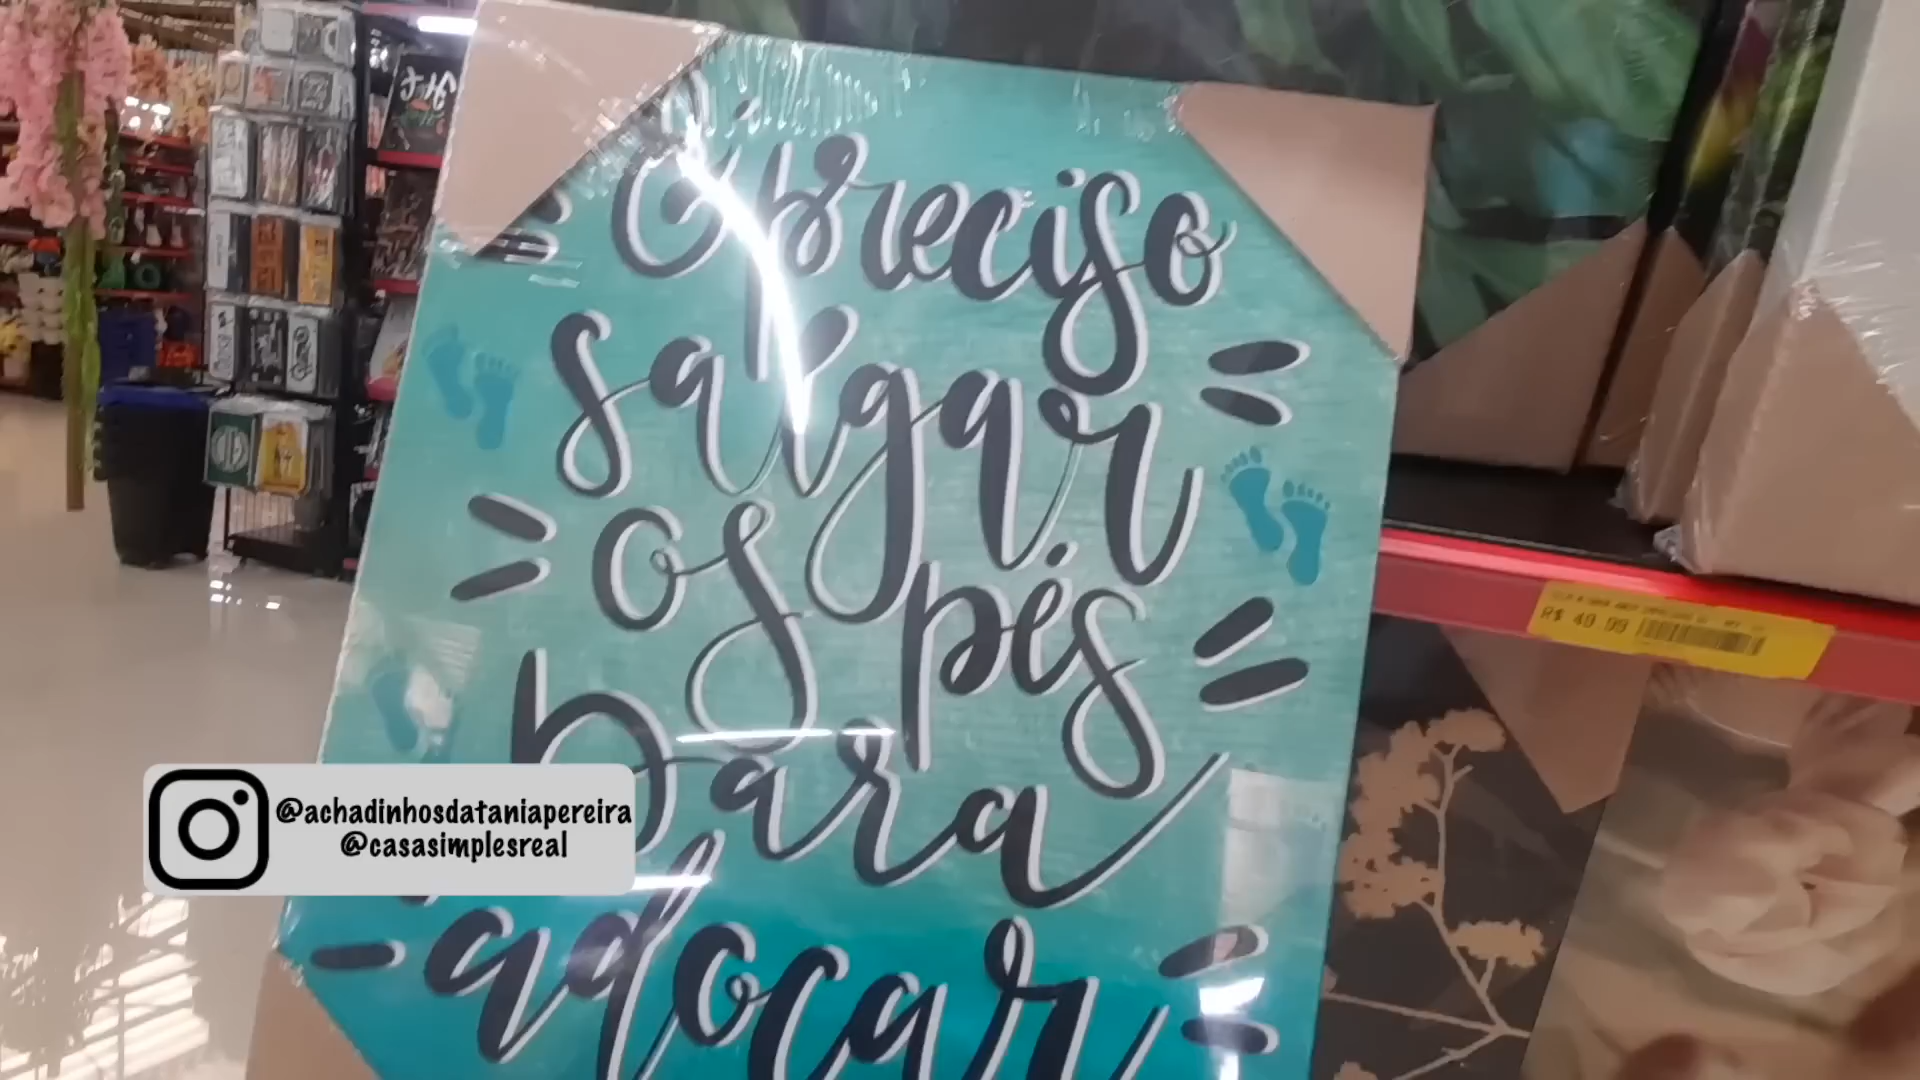 É preciso
salgar
os pés
para
adoçar
R$ 49 99
@achadinhosdataniapereira
@casasimplesreal